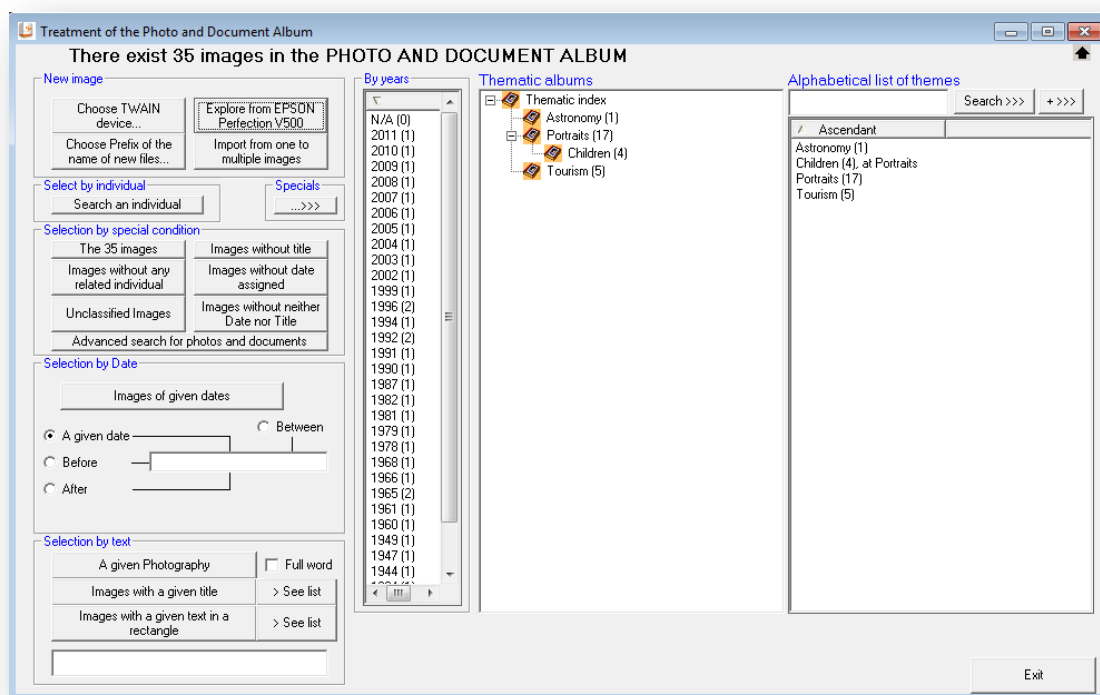 Treatment of the Photo and Document Album
There exist 35 images in the PHOTO AND DOCUMENT ALBUM
New image
Choose TWAIN
device...
Explore from EPSON
Perfection V500
Choose Prefix of the
name of new files...
Import from one to
multiple images
Select by individual
Search an individual
Specials
...>>>
Selection by special condition
The 35 images
Images without title
Images without any
related individual
Images without date
assigned
Unclassified Images
Images without neither
Date nor Title
Advanced search for photos and documents
Selection by Date
Images of given dates
A given date
Between
Before
After
Selection by text
A given Photography
Full word
Images with a given title
> See list
Images with a given text in a
rectangle
> See list
By years
N/A (0)
2011 (1)
2010 (1)
2009 (1)
2008 (1)
2007 (1)
2006 (1)
2005 (1)
2004 (1)
2003 (1)
2002 (1)
1999 (1)
1996 (2)
1994 (1)
1992 (2)
1991 (1)
1990 (1)
1987 (1)
1982 (1)
1981 (1)
1979 (1)
1978 (1)
1968 (1)
1966 (1)
1965 (2)
1961 (1)
1960 (1)
1949 (1)
1947 (1)
1944 (1)
Thematic albums
Thematic index
Astronomy (1)
Portraits (17)
Children (4)
Tourism (5)
Alphabetical list of themes
Search >>>
+ >>>
Ascendant
Astronomy (1)
Children (4), at Portraits
Portraits (17)
Tourism (5)
Exit